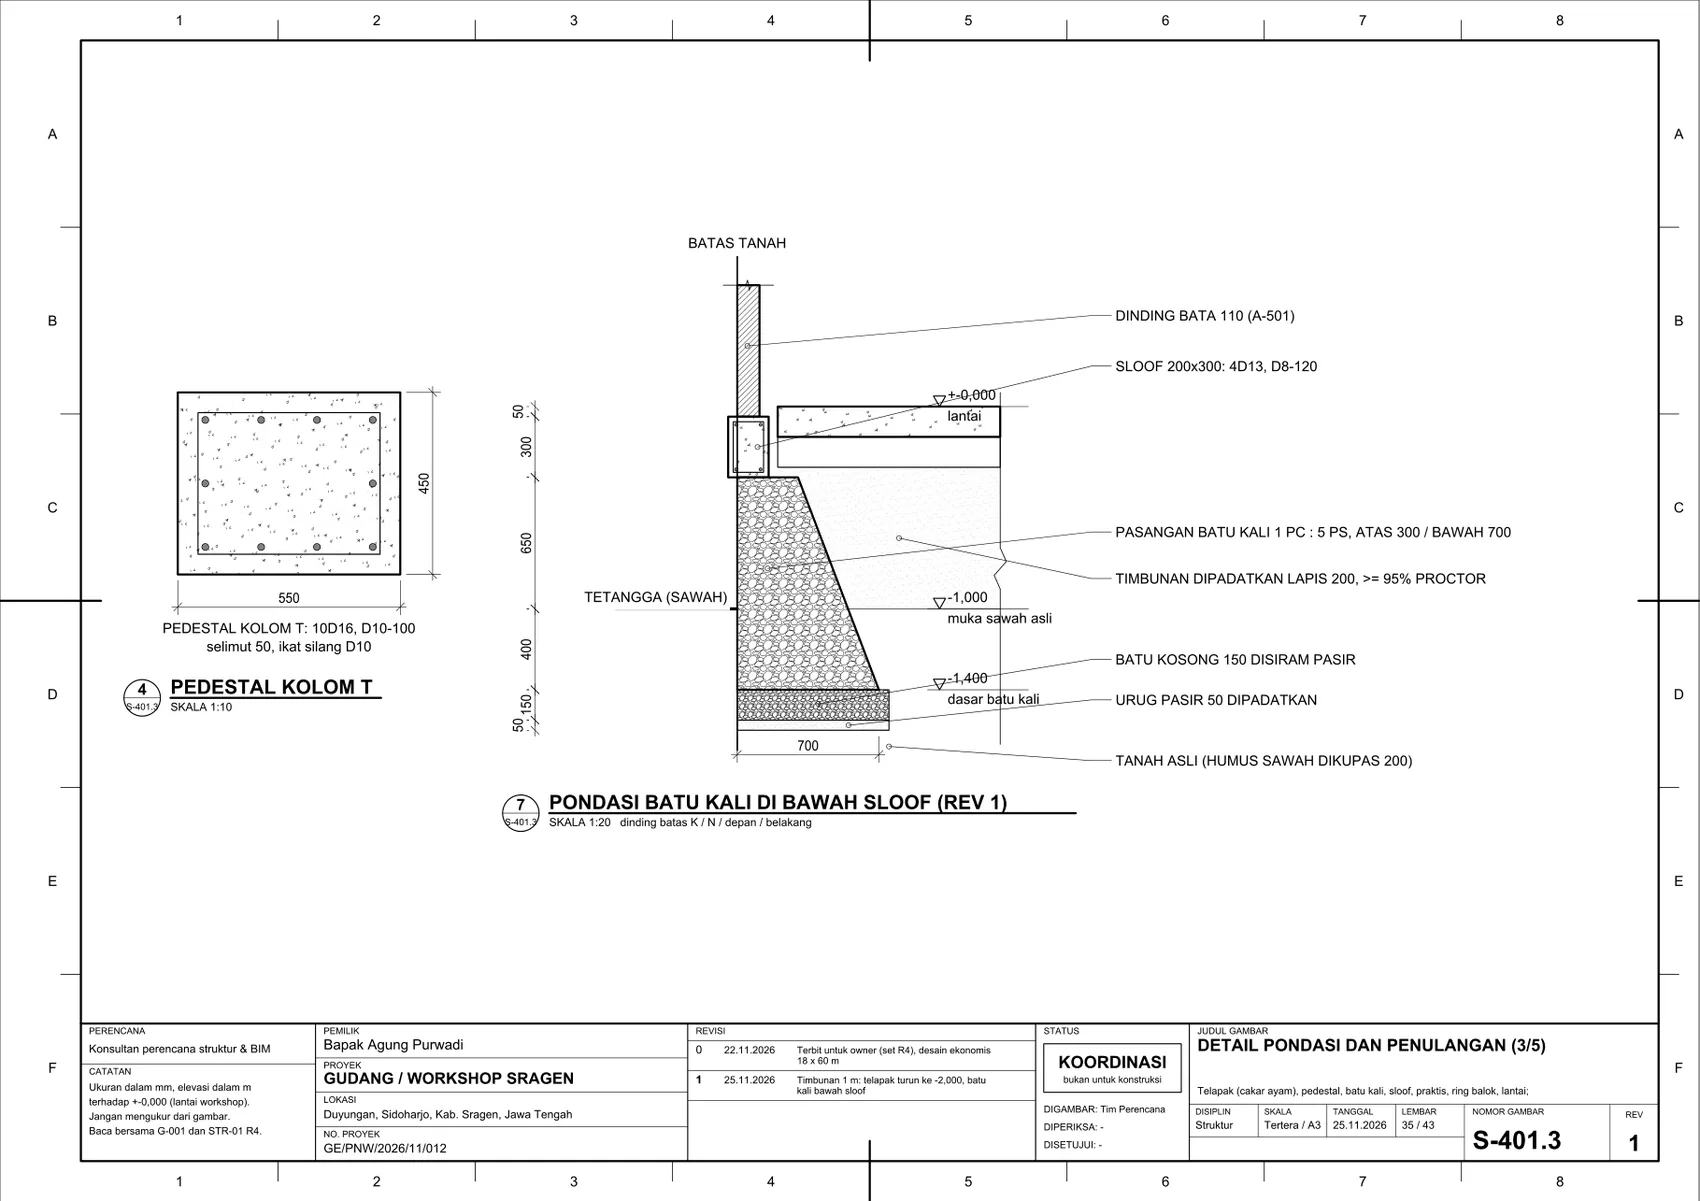 1 2 3 4 5 6 7 8
A A
B B
C C
D D
E E
F F
BATAS TANAH
DINDING BATA 110 (A-501)
SLOOF 200x300: 4D13, D8-120
+-0,000
lantai
50
300
650
400
150
50
450
550
PEDESTAL KOLOM T: 10D16, D10-100
selimut 50, ikat silang D10
4
S-401.3
PEDESTAL KOLOM T
SKALA 1:10
PASANGAN BATU KALI 1 PC : 5 PS, ATAS 300 / BAWAH 700
TIMBUNAN DIPADATKAN LAPIS 200, >= 95% PROCTOR
TETANGGA (SAWAH)
-1,000
muka sawah asli
BATU KOSONG 150 DISIRAM PASIR
-1,400
dasar batu kali
URUG PASIR 50 DIPADATKAN
700
TANAH ASLI (HUMUS SAWAH DIKUPAS 200)
7
S-401.3
PONDASI BATU KALI DI BAWAH SLOOF (REV 1)
SKALA 1:20 dinding batas K / N / depan / belakang
PERENCANA
Konsultan perencana struktur & BIM
CATATAN
Ukuran dalam mm, elevasi dalam m
terhadap +-0,000 (lantai workshop).
Jangan mengukur dari gambar.
Baca bersama G-001 dan STR-01 R4.
PEMILIK
Bapak Agung Purwadi
PROYEK
GUDANG / WORKSHOP SRAGEN
LOKASI
Duyungan, Sidoharjo, Kab. Sragen, Jawa Tengah
NO. PROYEK
GE/PNW/2026/11/012
REVISI
0 22.11.2026 Terbit untuk owner (set R4), desain ekonomis
18 x 60 m
1 25.11.2026 Timbunan 1 m: telapak turun ke -2,000, batu
kali bawah sloof
STATUS
KOORDINASI
bukan untuk konstruksi
DIGAMBAR: Tim Perencana
DIPERIKSA: -
DISETUJUI: -
JUDUL GAMBAR
DETAIL PONDASI DAN PENULANGAN (3/5)
Telapak (cakar ayam), pedestal, batu kali, sloof, praktis, ring balok, lantai;
DISIPLIN
Struktur
SKALA
Tertera / A3
TANGGAL
25.11.2026
LEMBAR
35 / 43
NOMOR GAMBAR
S-401.3
REV
1
1 2 3 4 5 6 7 8